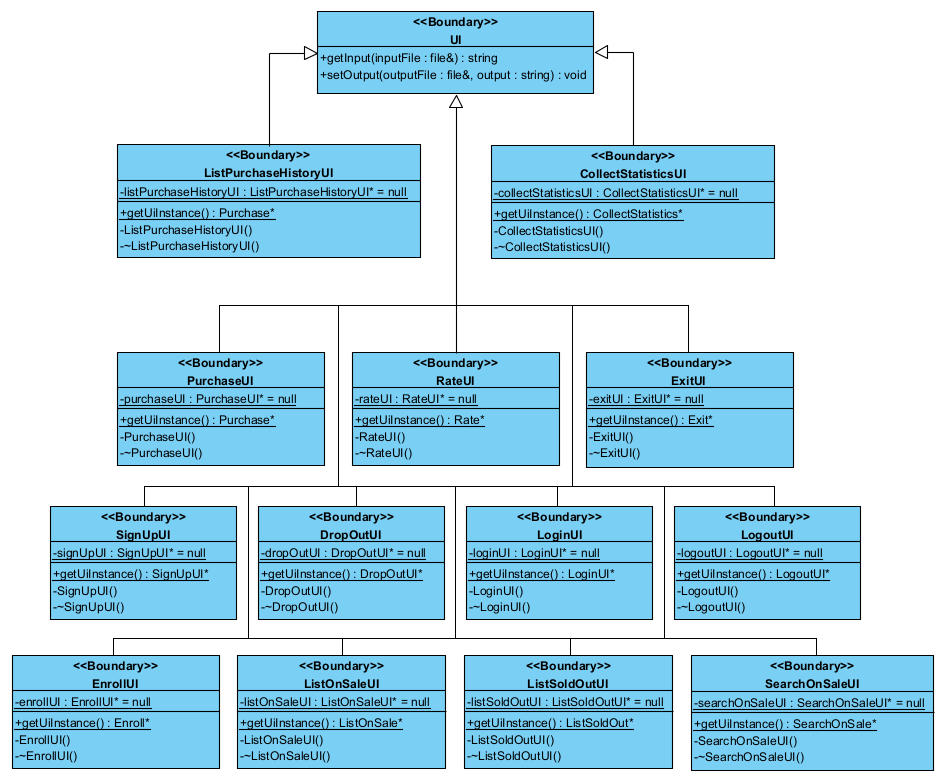 <<Boundary>>
UI
+getInput(inputFile : file&) : string
+setOutput(outputFile : file&, output : string) : void
<<Boundary>>
ListPurchaseHistoryUI
-listPurchaseHistoryUI : ListPurchaseHistoryUI* = null
+getUiInstance() : Purchase*
-ListPurchaseHistoryUI()
-~ListPurchaseHistoryUI()
<<Boundary>>
CollectStatisticsUI
-collectStatisticsUI : CollectStatisticsUI* = null
+getUiInstance() : CollectStatistics*
-CollectStatisticsUI()
-~CollectStatisticsUI()
<<Boundary>>
PurchaseUI
-purchaseUI : PurchaseUI* = null
+getUiInstance() : Purchase*
-PurchaseUI()
-~PurchaseUI()
<<Boundary>>
RateUI
-rateUI : RateUI* = null
+getUiInstance() : Rate*
-RateUI()
-~RateUI()
<<Boundary>>
ExitUI
-exitUI : ExitUI* = null
+getUiInstance() : Exit*
-ExitUI()
-~ExitUI()
<<Boundary>>
SignUpUI
-signUpUI : SignUpUI* = null
+getUiInstance() : SignUpUI*
-SignUpUI()
-~SignUpUI()
<<Boundary>>
DropOutUI
-dropOutUI : DropOutUI* = null
+getUiInstance() : DropOutUI*
-DropOutUI()
-~DropOutUI()
<<Boundary>>
LoginUI
-loginUI : LoginUI* = null
+getUiInstance() : LoginUI*
-LoginUI()
-~LoginUI()
<<Boundary>>
LogoutUI
-logoutUI : LogoutUI* = null
+getUiInstance() : LogoutUI*
-LogoutUI()
-~LogoutUI()
<<Boundary>>
EnrollUI
-enrollUI : EnrollUI* = null
+getUiInstance() : Enroll*
-EnrollUI()
-~EnrollUI()
<<Boundary>>
ListOnSaleUI
-listOnSaleUI : ListOnSaleUI* = null
+getUiInstance() : ListOnSale*
-ListOnSaleUI()
-~ListOnSaleUI()
<<Boundary>>
ListSoldOutUI
-listSoldOutUI : ListSoldOutUI* = null
+getUiInstance() : ListSoldOut*
-ListSoldOutUI()
-~ListSoldOutUI()
<<Boundary>>
SearchOnSaleUI
-searchOnSaleUI : SearchOnSaleUI* = null
+getUiInstance() : SearchOnSale*
-SearchOnSaleUI()
-~SearchOnSaleUI()